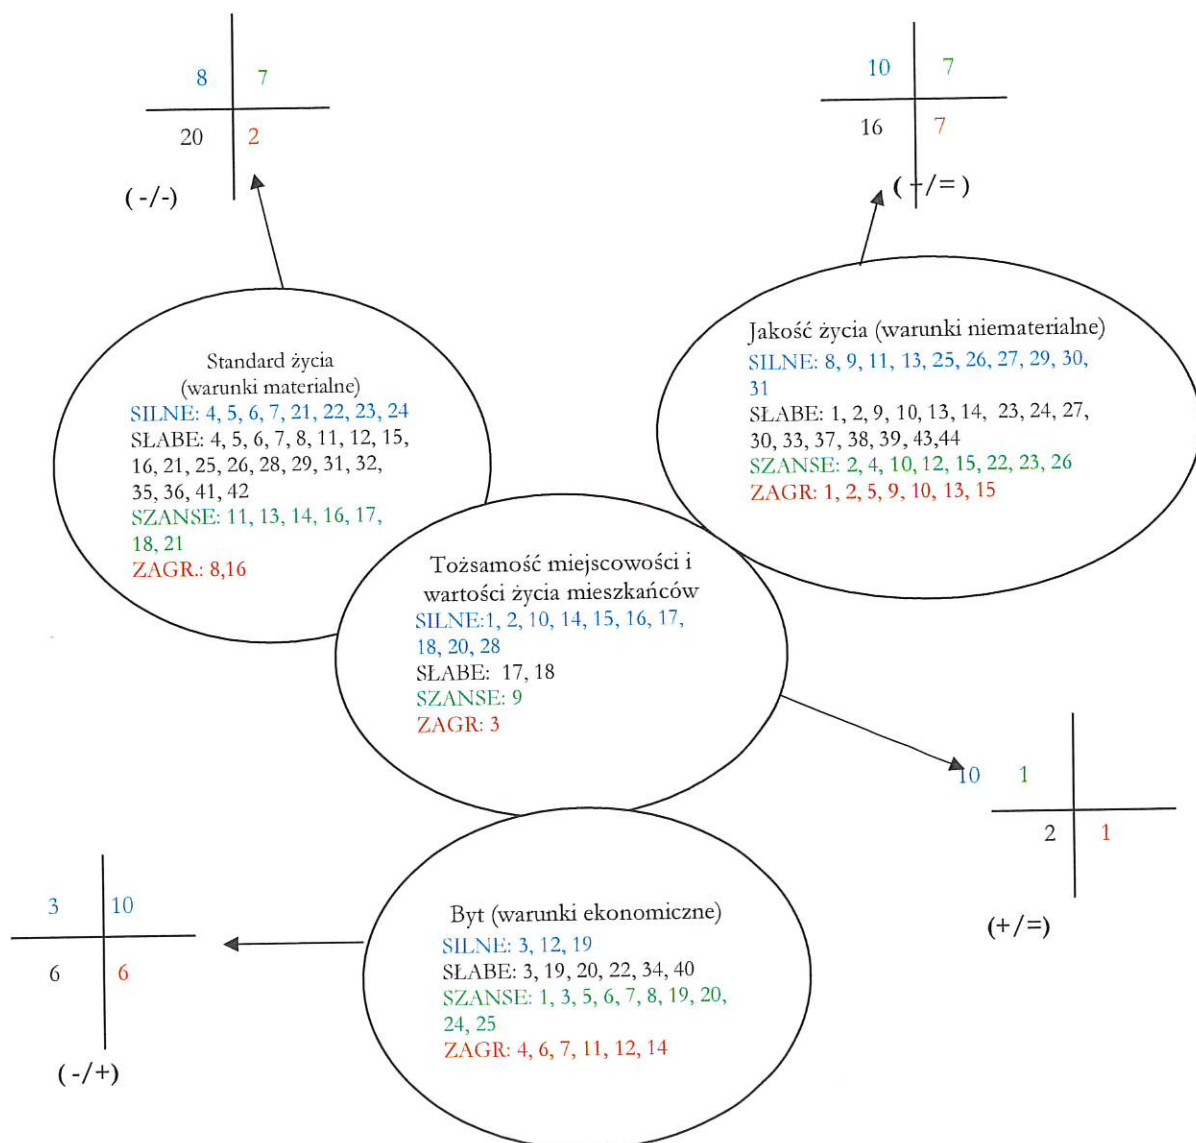 8 7
20 2
(-/-)
10 7
16 7
(-/=)
Standard życia
(warunki materialne)
SILNE: 4, 5, 6, 7, 21, 22, 23, 24
SŁABE: 4, 5, 6, 7, 8, 11, 12, 15,
16, 21, 25, 26, 28, 29, 31, 32,
35, 36, 41, 42
SZANSE: 11, 13, 14, 16, 17,
18, 21
ZAGR.: 8,16
Jakość życia (warunki niematerialne)
SILNE: 8, 9, 11, 13, 25, 26, 27, 29, 30,
31
SŁABE: 1, 2, 9, 10, 13, 14, 23, 24, 27,
30, 33, 37, 38, 39, 43,44
SZANSE: 2, 4, 10, 12, 15, 22, 23, 26
ZAGR: 1, 2, 5, 9, 10, 13, 15
Tożsamość miejscowości i
wartości życia mieszkańców
SILNE:1, 2, 10, 14, 15, 16, 17,
18, 20, 28
SŁABE: 17, 18
SZANSE: 9
ZAGR: 3
10 1
2 1
(+/=)
3 10
6 6
(-/+)
Byt (warunki ekonomiczne)
SILNE: 3, 12, 19
SŁABE: 3, 19, 20, 22, 34, 40
SZANSE: 1, 3, 5, 6, 7, 8, 19, 20,
24, 25
ZAGR: 4, 6, 7, 11, 12, 14